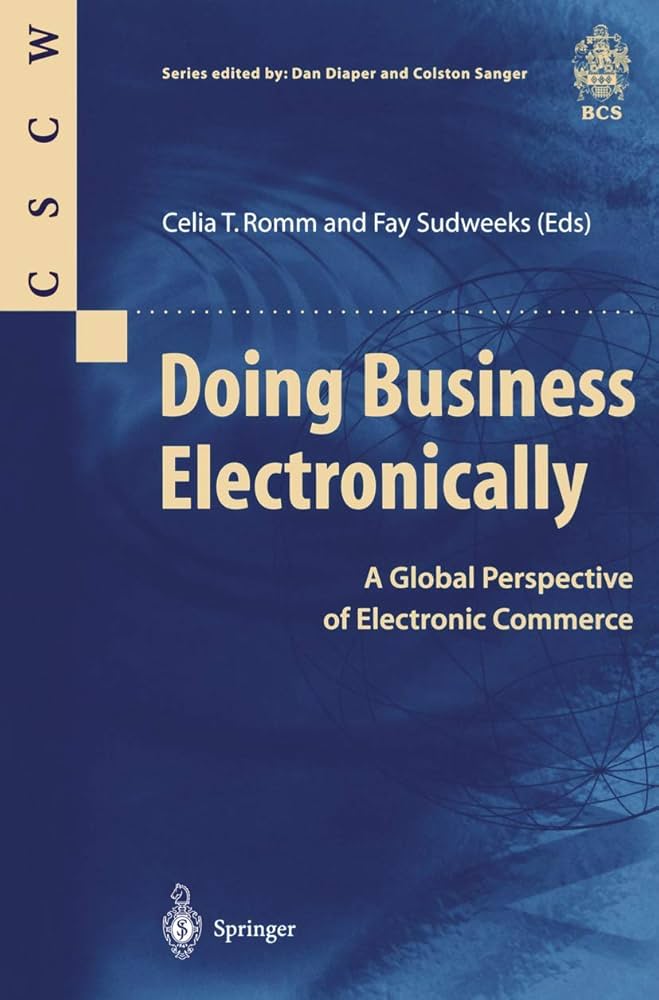 CSCW
Series edited by: Dan Diaper and Colston Sanger
BCS
Celia T. Romm and Fay Sudweeks (Eds)
Doing Business
Electronically
A Global Perspective
of Electronic Commerce
Springer